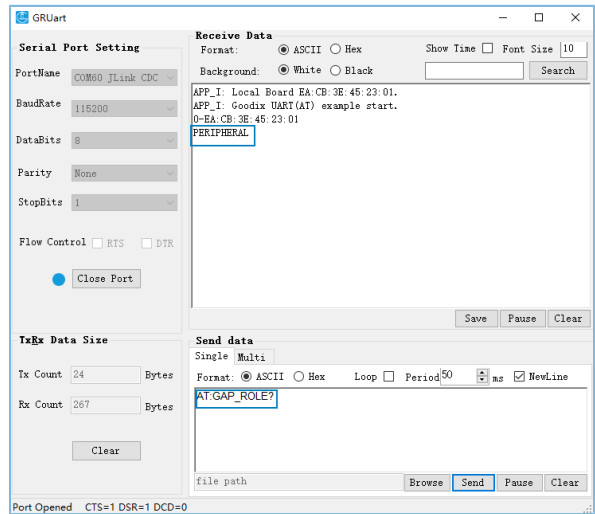 GRUart
Serial Port Setting
PortName COM60 JLink CDC
BaudRate 115200
DataBits 8
Parity None
StopBits 1
Flow Control RTS DTR
Close Port
Receive Data
Format: ASCII Hex Show Time Font Size 10
Background: White Black Search
APP_I: Local Board EA:CB:3E:45:23:01.
APP_I: Goodix UART(AT) example start.
0-EA:CB:3E:45:23:01
PERIPHERAL
Save Pause Clear
TxRx Data Size
Tx Count 24 Bytes
Rx Count 267 Bytes
Clear
Send data
Single Multi
Format: ASCII Hex Loop Period 50 ms NewLine
AT:GAP_ROLE?
file path Browse Send Pause Clear
Port Opened CTS=1 DSR=1 DCD=0